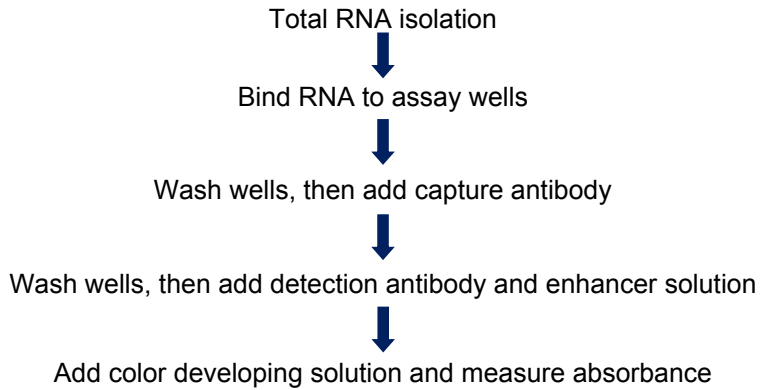 Total RNA isolation
Bind RNA to assay wells
Wash wells, then add capture antibody
Wash wells, then add detection antibody and enhancer solution
Add color developing solution and measure absorbance